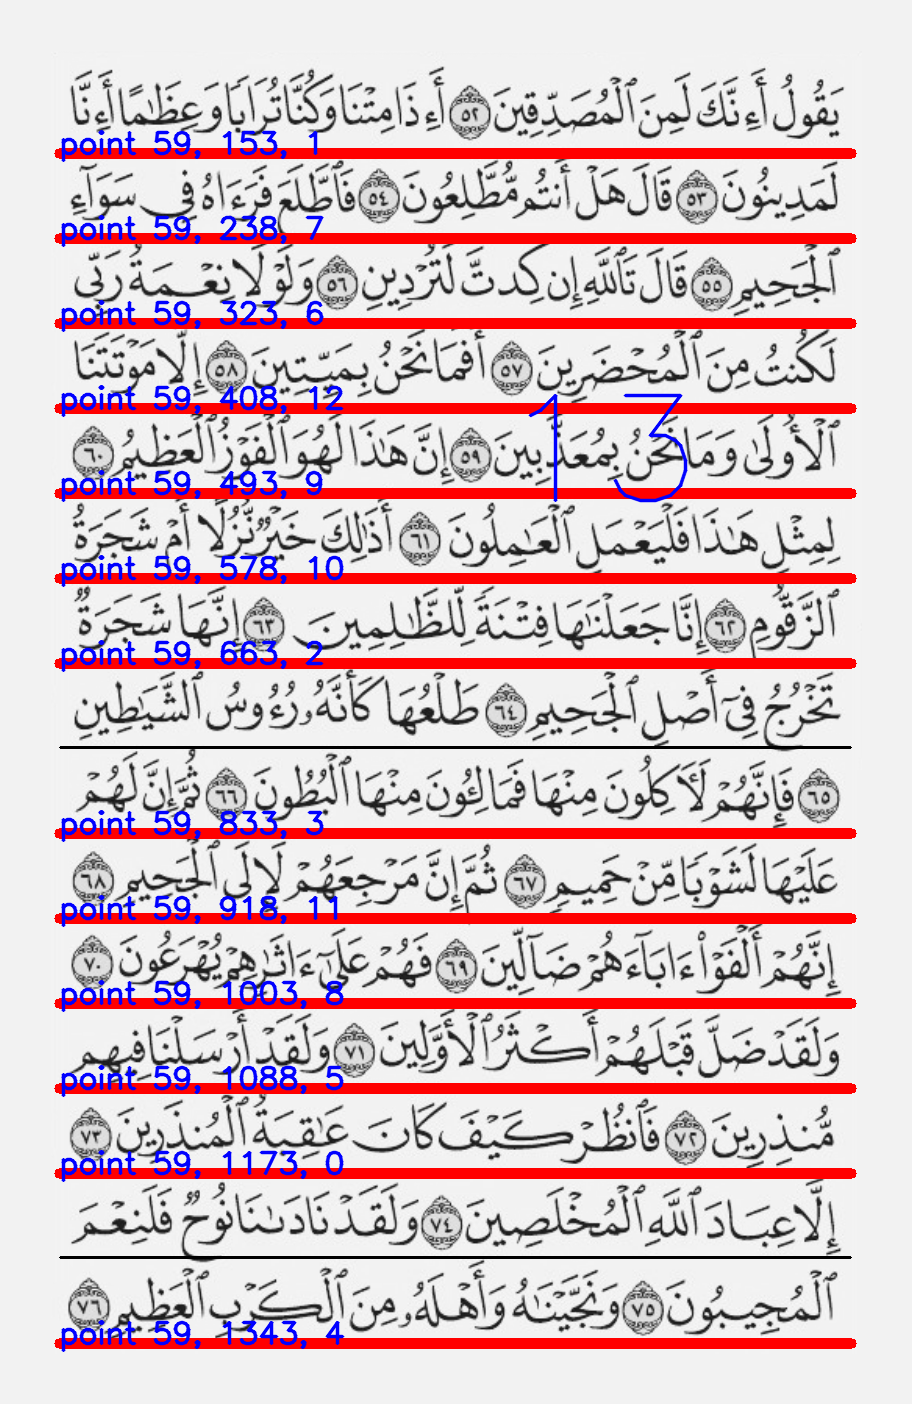 يَقُولُ أَءِنَّكَ لَمِنَ ٱلْمُصَدِّقِينَ ٥٢ أَءِذَا مِتْنَا وَكُنَّا تُرَابًا وَعِظَٰمًا أَءِنَّا
point 59, 153, 1
لَمَدِينُونَ ٥٣ قَالَ هَلْ أَنتُم مُّطَّلِعُونَ ٥٤ فَٱطَّلَعَ فَرَءَاهُ فِى سَوَآءِ
point 59, 238, 7
ٱلْجَحِيمِ ٥٥ قَالَ تَٱللَّهِ إِن كِدتَّ لَتُرْدِينِ ٥٦ وَلَوْلَا نِعْمَةُ رَبِّى
point 59, 323, 6
لَكُنتُ مِنَ ٱلْمُحْضَرِينَ ٥٧ أَفَمَا نَحْنُ بِمَيِّتِينَ ٥٨ إِلَّا مَوْتَتَنَا
point 59, 408, 12
13
ٱلْأُولَىٰ وَمَا نَحْنُ بِمُعَذَّبِينَ ٥٩ إِنَّ هَٰذَا لَهُوَ ٱلْفَوْزُ ٱلْعَظِيمُ ٦٠
point 59, 493, 9
لِمِثْلِ هَٰذَا فَلْيَعْمَلِ ٱلْعَٰمِلُونَ ٦١ أَذَٰلِكَ خَيْرٌ نُّزُلًا أَمْ شَجَرَةُ
point 59, 578, 10
ٱلزَّقُّومِ ٦٢ إِنَّا جَعَلْنَٰهَا فِتْنَةً لِّلظَّٰلِمِينَ ٦٣ إِنَّهَا شَجَرَةٌ
point 59, 663, 2
تَخْرُجُ فِىٓ أَصْلِ ٱلْجَحِيمِ ٦٤ طَلْعُهَا كَأَنَّهُۥ رُءُوسُ ٱلشَّيَٰطِينِ
٦٥ فَإِنَّهُمْ لَءَاكِلُونَ مِنْهَا فَمَالِـُٔونَ مِنْهَا ٱلْبُطُونَ ٦٦ ثُمَّ إِنَّ لَهُمْ
point 59, 833, 3
عَلَيْهَا لَشَوْبًا مِّنْ حَمِيمٍ ٦٧ ثُمَّ إِنَّ مَرْجِعَهُمْ لَإِلَى ٱلْجَحِيمِ ٦٨
point 59, 918, 11
إِنَّهُمْ أَلْفَوْا۟ ءَابَآءَهُمْ ضَآلِّينَ ٦٩ فَهُمْ عَلَىٰٓ ءَاثَٰرِهِمْ يُهْرَعُونَ ٧٠
point 59, 1003, 8
وَلَقَدْ ضَلَّ قَبْلَهُمْ أَكْثَرُ ٱلْأَوَّلِينَ ٧١ وَلَقَدْ أَرْسَلْنَا فِيهِم
point 59, 1088, 5
مُّنذِرِينَ ٧٢ فَٱنظُرْ كَيْفَ كَانَ عَٰقِبَةُ ٱلْمُنذَرِينَ ٧٣
point 59, 1173, 0
إِلَّا عِبَادَ ٱللَّهِ ٱلْمُخْلَصِينَ ٧٤ وَلَقَدْ نَادَىٰنَا نُوحٌ فَلَنِعْمَ
ٱلْمُجِيبُونَ ٧٥ وَنَجَّيْنَٰهُ وَأَهْلَهُۥ مِنَ ٱلْكَرْبِ ٱلْعَظِيمِ ٧٦
point 59, 1343, 4